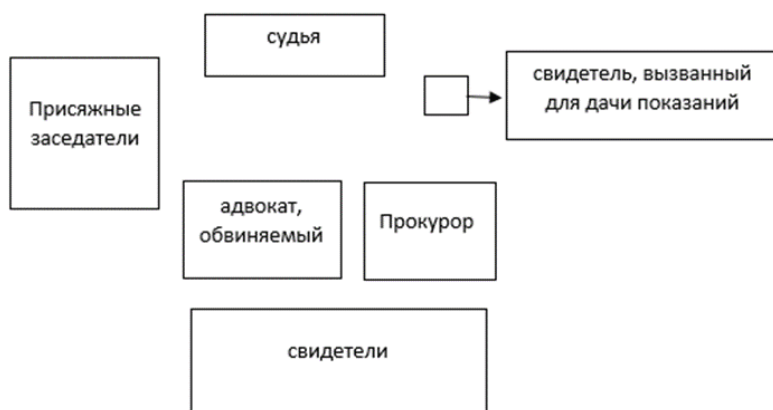 судья
свидетель, вызванный
для дачи показаний
Присяжные
заседатели
адвокат,
обвиняемый
Прокурор
свидетели